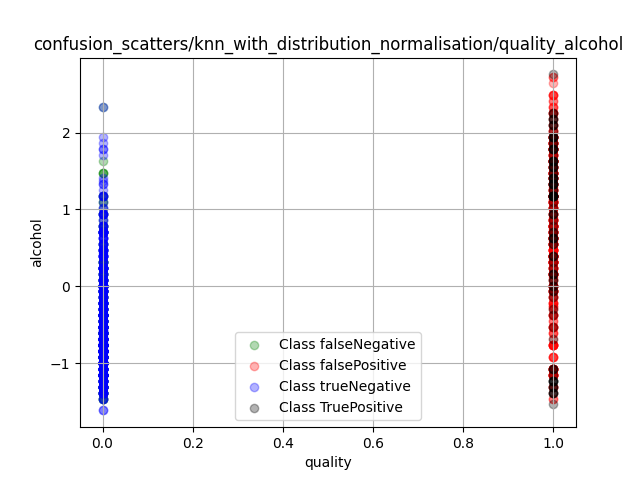 confusion_scatters/knn_with_distribution_normalisation/quality_alcohol
alcohol
2
1
0
−1
Class falseNegative
Class falsePositive
Class trueNegative
Class TruePositive
0.0 0.2 0.4 0.6 0.8 1.0
quality